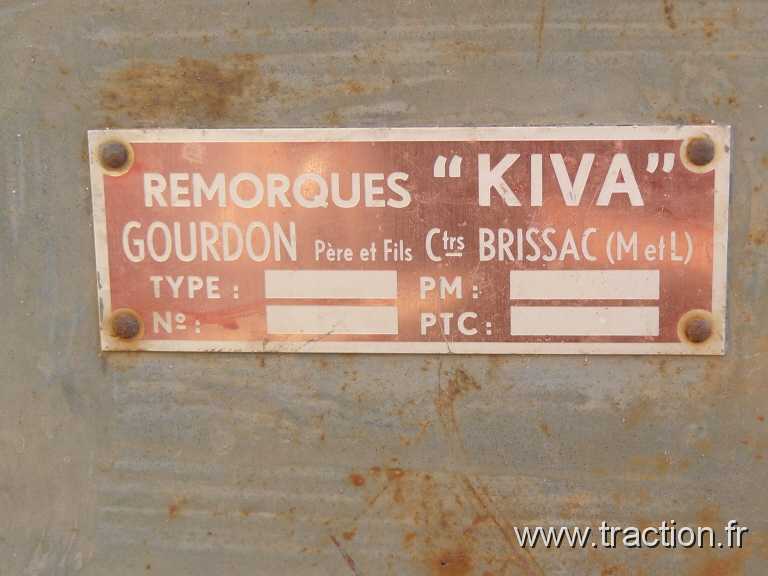 REMORQUES "KIVA"
GOURDON Père et Fils Ctrs BRISSAC (M et L)
TYPE : PM :
Nº : PTC :
www.traction.fr